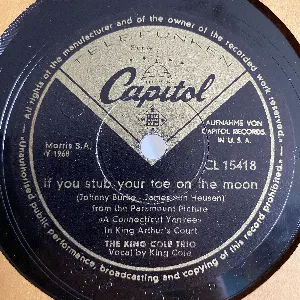 All rights of the manufacturer and of the owner of the recorded work reserved.
TELEFUNKEN
Capitol
Morris S.A.
Y 1968
AUFNAHME VON
CAPITOL RECORDS
IN U.S.A.
CL 15418
If you stub your toe on the moon
(Johnny Burke - James van Heusen)
from the Paramount Picture
«A Connecticut Yankee»
in King Arthur's Court
THE KING COLE TRIO
Vocal by King Cole
Unauthorised public performance, broadcasting and copying of this record prohibited